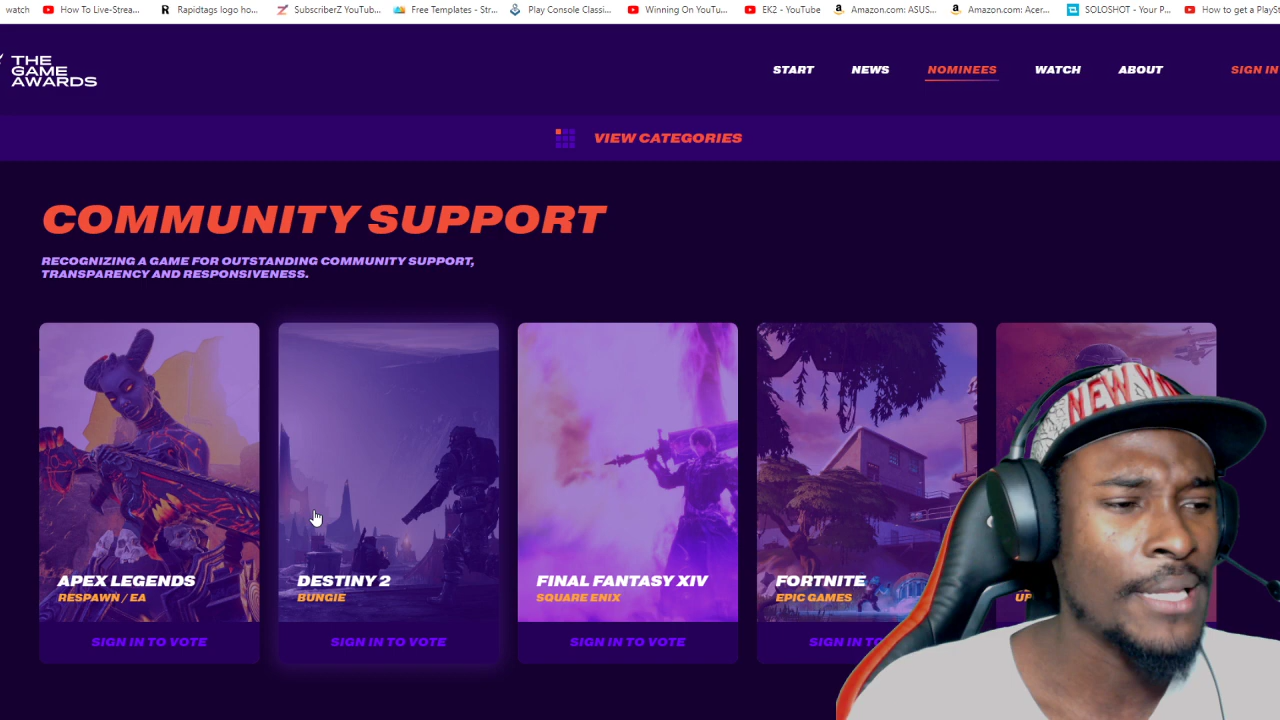 watch
How To Live-Strea...
Rapidtags logo ho...
SubscriberZ YouTub...
Free Templates - Str...
Play Console Classi...
Winning On YouTu...
EK2 - YouTube
Amazon.com: ASUS...
Amazon.com: Acer...
SOLOSHOT - Your P...
How to get a PlaySt
THE
GAME
AWARDS
START
NEWS
NOMINEES
WATCH
ABOUT
SIGN IN
VIEW CATEGORIES
COMMUNITY SUPPORT
RECOGNIZING A GAME FOR OUTSTANDING COMMUNITY SUPPORT,
TRANSPARENCY AND RESPONSIVENESS.
APEX LEGENDS
RESPAWN / EA
SIGN IN TO VOTE
DESTINY 2
BUNGIE
SIGN IN TO VOTE
FINAL FANTASY XIV
SQUARE ENIX
SIGN IN TO VOTE
FORTNITE
EPIC GAMES
SIGN IN TO
UP
NEW